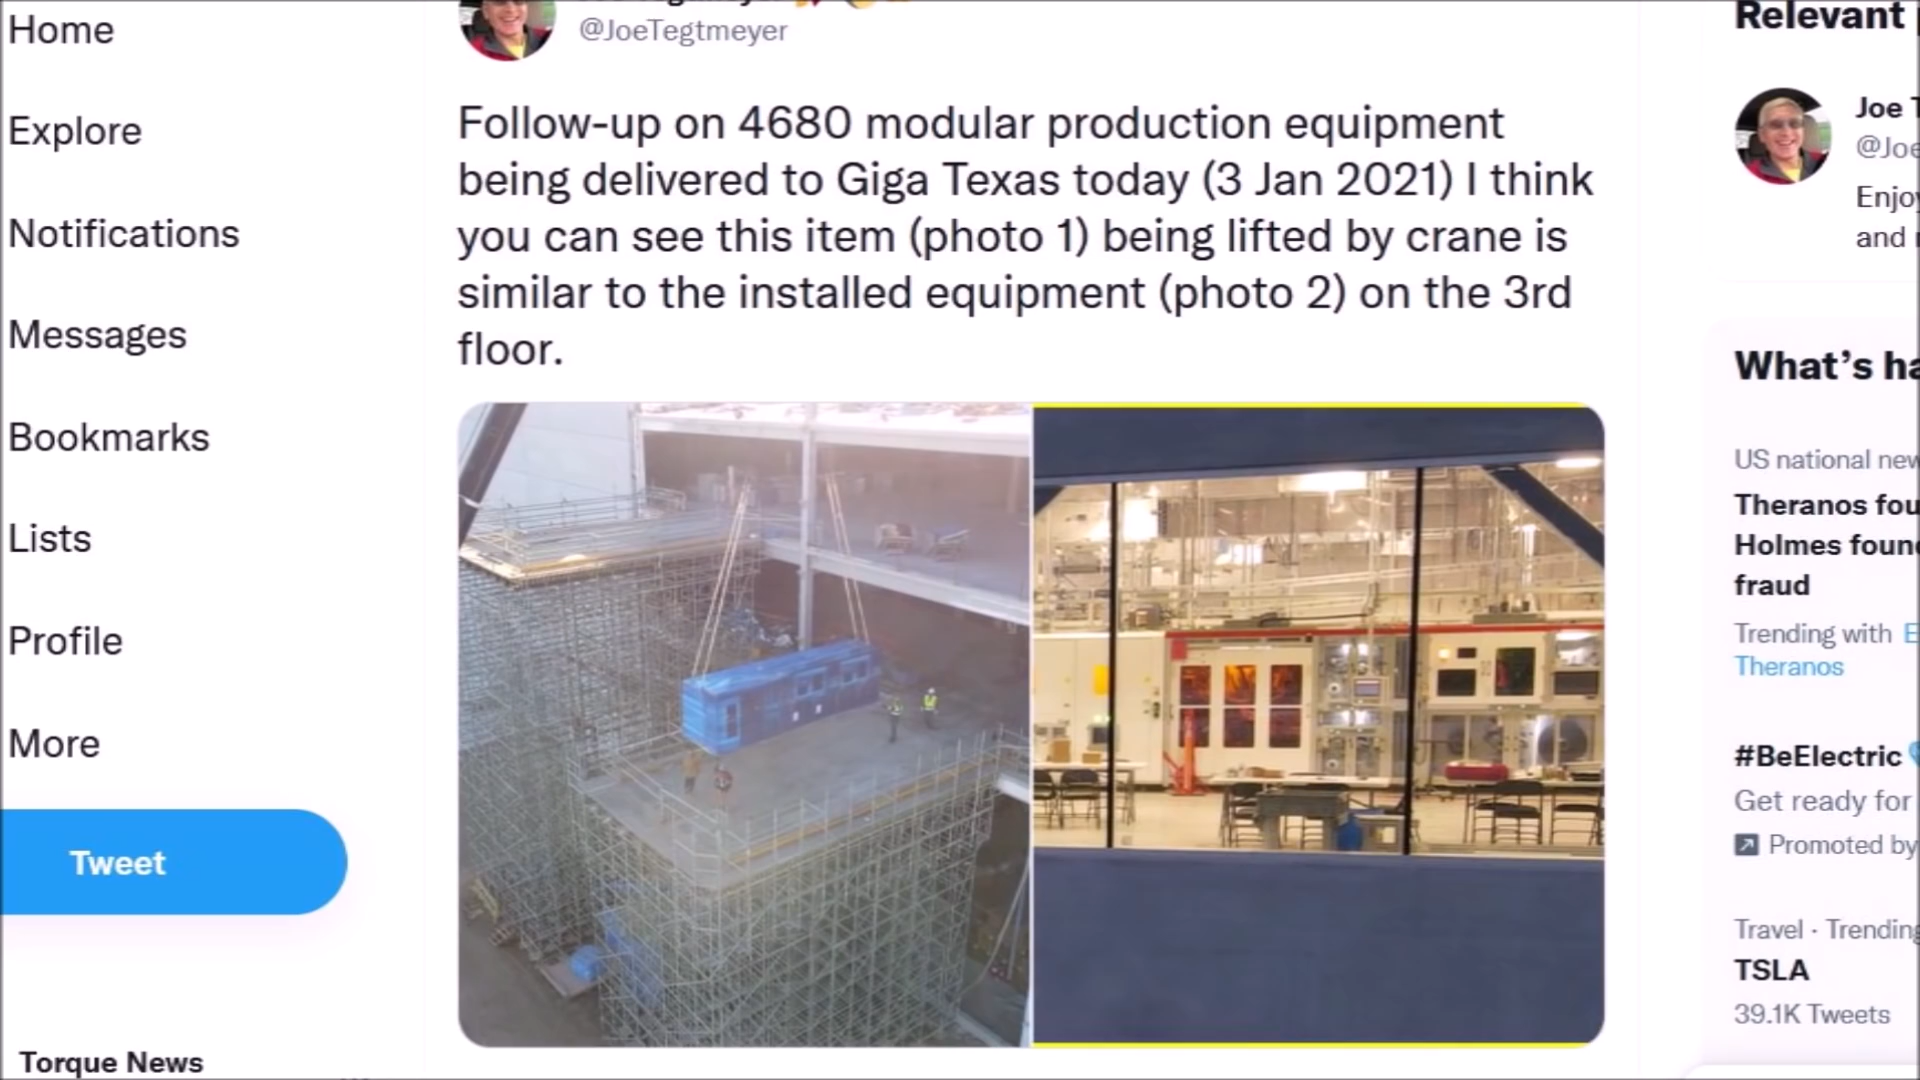 Home
Explore
Notifications
Messages
Bookmarks
Lists
Profile
More
Tweet
Torque News
@JoeTegtmeyer
Follow-up on 4680 modular production equipment
being delivered to Giga Texas today (3 Jan 2021) I think
you can see this item (photo 1) being lifted by crane is
similar to the installed equipment (photo 2) on the 3rd
floor.
Relevant
Joe T
@Joe
Enjoy
and
What's ha
US national new
Theranos fou
Holmes foun
fraud
Trending with E
Theranos
#BeElectric
Get ready for
Promoted by
Travel · Trending
TSLA
39.1K Tweets